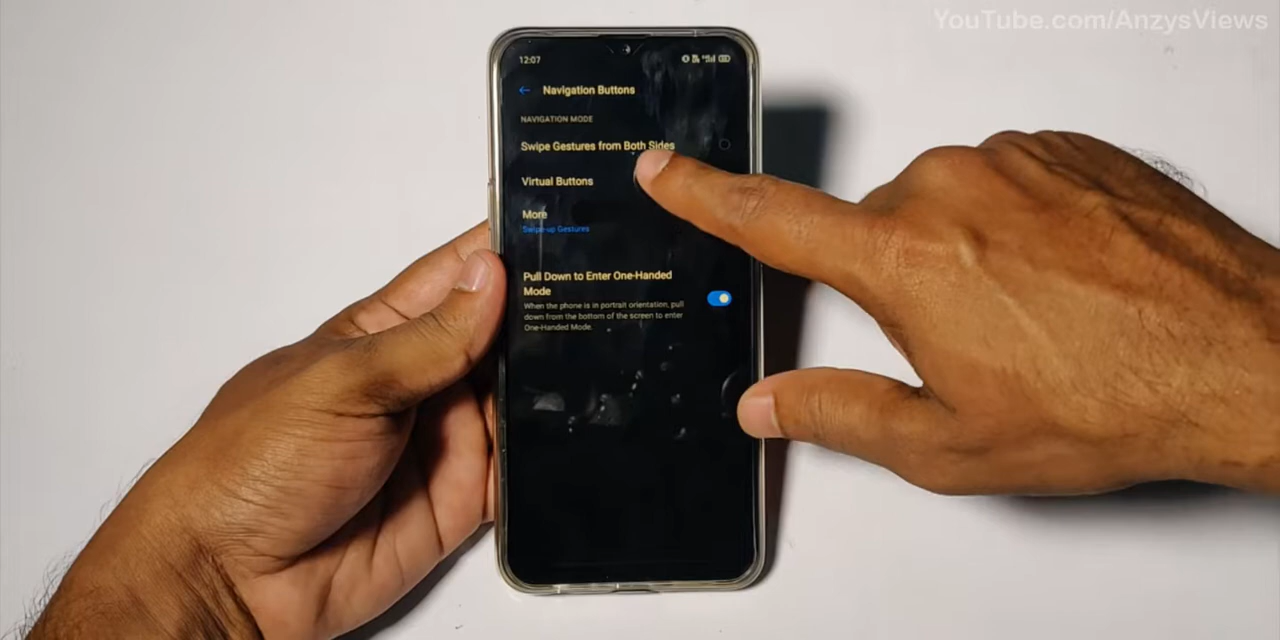 YouTube.com/AnzysViews
12:07
Navigation Buttons
NAVIGATION MODE
Swipe Gestures from Both Sides
Virtual Buttons
More
Swipe-up Gestures
Pull Down to Enter One-Handed
Mode
When the phone is in portrait orientation, pull
down from the bottom of the screen to enter
One-Handed Mode.